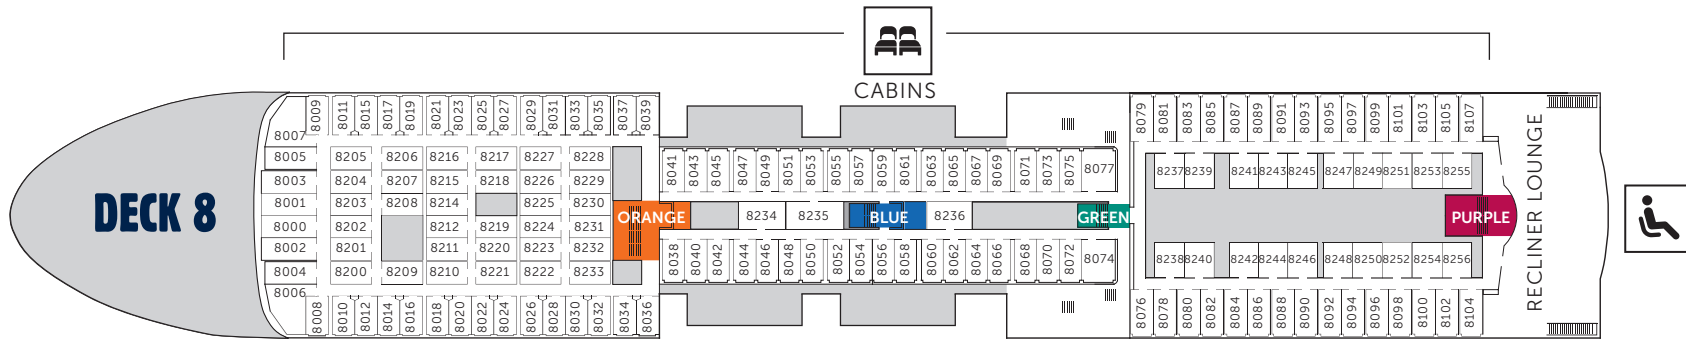 CABINS
DECK 8
8009 8011 8015 8017 8019 8021 8023 8025 8027 8029 8031 8033 8035 8037 8039
8007
8005 8205 8206 8216 8217 8227 8228
8003 8204 8207 8215 8218 8226 8229
8001 8203 8208 8214 8225 8230
8000 8202 8212 8219 8224 8231
8002 8201 8211 8220 8223 8232
8004 8200 8209 8210 8221 8222 8233
8006
8008 8010 8012 8014 8016 8018 8020 8022 8024 8026 8028 8030 8032 8034 8036
ORANGE
8041 8043 8045 8047 8049 8051 8053 8055 8057 8059 8061 8063 8065 8067 8069 8071 8073 8075 8077
8234 8235 BLUE 8236 GREEN
8038 8040 8042 8044 8046 8048 8050 8052 8054 8056 8058 8060 8062 8064 8066 8068 8070 8072 8074
8079 8081 8083 8085 8087 8089 8091 8093 8095 8097 8099 8101 8103 8105 8107
8237 8239 8241 8243 8245 8247 8249 8251 8253 8255
PURPLE
8238 8240 8242 8244 8246 8248 8250 8252 8254 8256
8076 8078 8080 8082 8084 8086 8088 8090 8092 8094 8096 8098 8100 8102 8104
RECLINER LOUNGE